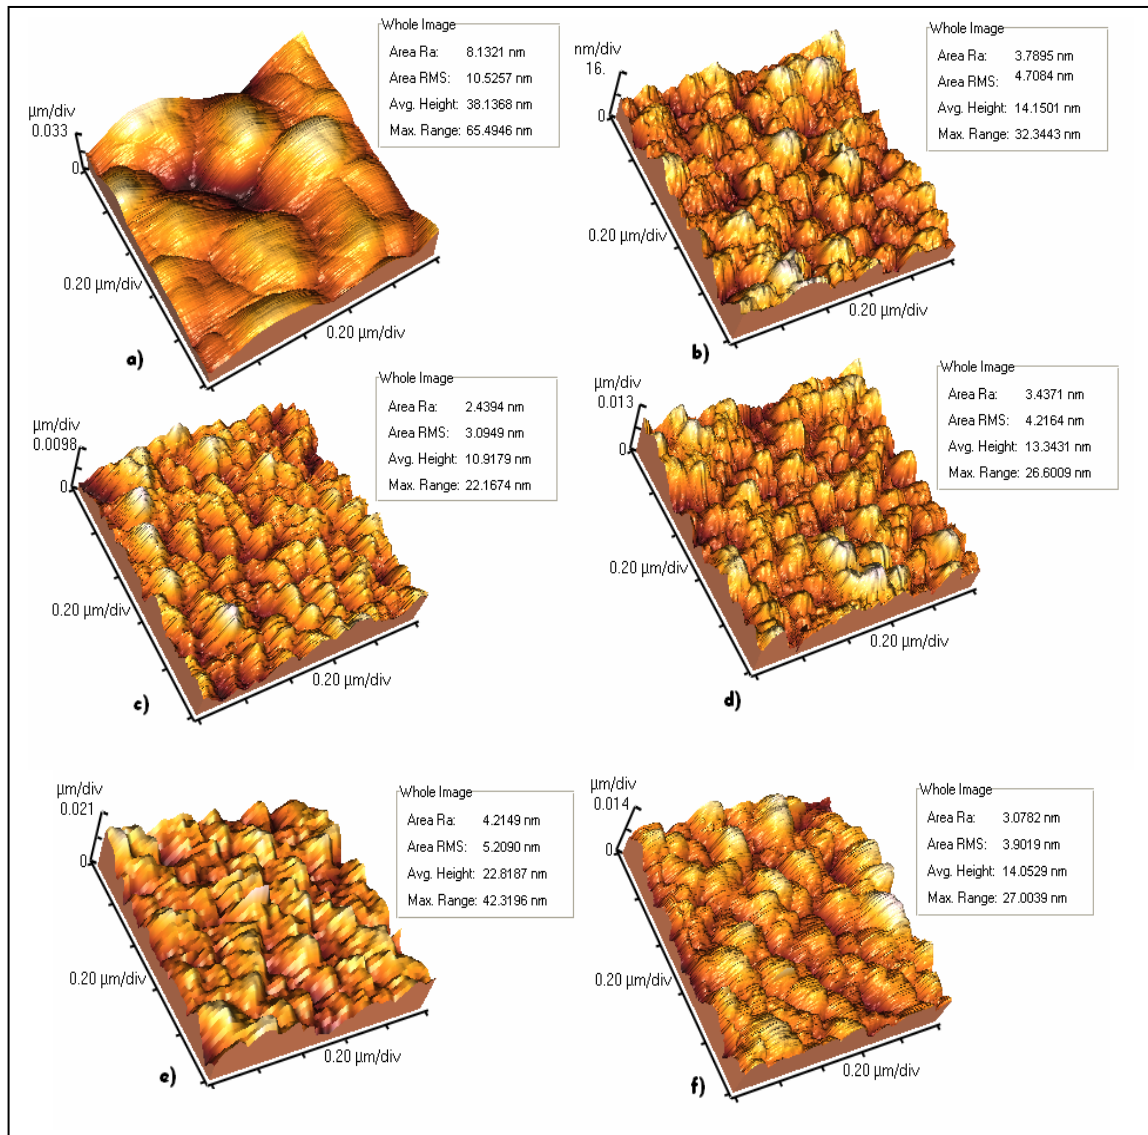 Whole Image
Area Ra: 8.1321 nm
Area RMS: 10.5257 nm
Avg. Height: 38.1368 nm
Max. Range: 65.4946 nm
µm/div
0.033
0.
0.20 µm/div
0.20 µm/div
a)
Whole Image
Area Ra: 3.7895 nm
Area RMS: 4.7084 nm
Avg. Height: 14.1501 nm
Max. Range: 32.3443 nm
nm/div
16.
0.
0.20 µm/div
0.20 µm/div
b)
Whole Image
Area Ra: 2.4394 nm
Area RMS: 3.0949 nm
Avg. Height: 10.9179 nm
Max. Range: 22.1674 nm
µm/div
0.0098
0.
0.20 µm/div
0.20 µm/div
c)
Whole Image
Area Ra: 3.4371 nm
Area RMS: 4.2164 nm
Avg. Height: 13.3431 nm
Max. Range: 26.6009 nm
µm/div
0.013
0.
0.20 µm/div
0.20 µm/div
d)
Whole Image
Area Ra: 4.2149 nm
Area RMS: 5.2090 nm
Avg. Height: 22.8187 nm
Max. Range: 42.3196 nm
µm/div
0.021
0.
0.20 µm/div
0.20 µm/div
e)
Whole Image
Area Ra: 3.0782 nm
Area RMS: 3.9019 nm
Avg. Height: 14.0529 nm
Max. Range: 27.0039 nm
µm/div
0.014
0.
0.20 µm/div
0.20 µm/div
f)